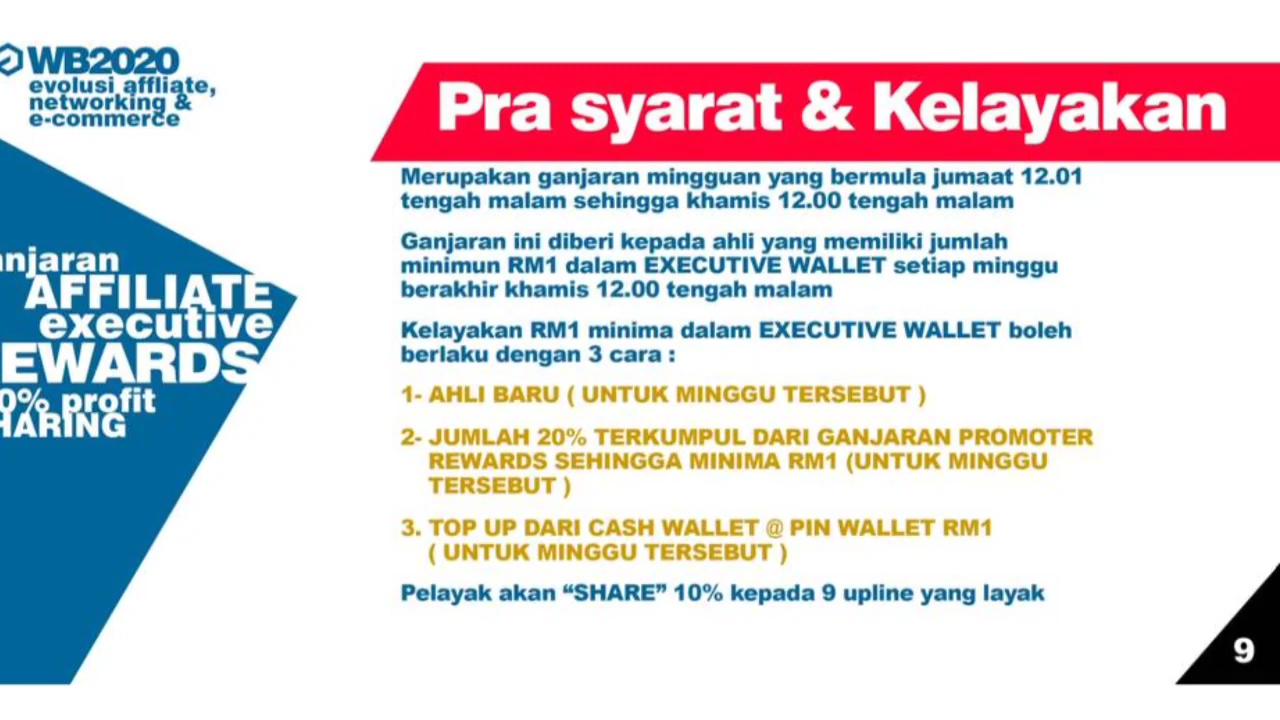 WB2020
evolusi affliate,
networking &
e-commerce
Pra syarat & Kelayakan
Merupakan ganjaran mingguan yang bermula jumaat 12.01
tengah malam sehingga khamis 12.00 tengah malam
Ganjaran ini diberi kepada ahli yang memiliki jumlah
minimun RM1 dalam EXECUTIVE WALLET setiap minggu
berakhir khamis 12.00 tengah malam
Kelayakan RM1 minima dalam EXECUTIVE WALLET boleh
berlaku dengan 3 cara :
1- AHLI BARU ( UNTUK MINGGU TERSEBUT )
2- JUMLAH 20% TERKUMPUL DARI GANJARAN PROMOTER
REWARDS SEHINGGA MINIMA RM1 (UNTUK MINGGU
TERSEBUT )
3. TOP UP DARI CASH WALLET @ PIN WALLET RM1
( UNTUK MINGGU TERSEBUT )
Pelayak akan “SHARE” 10% kepada 9 upline yang layak
anjaran
AFFILIATE
executive
EWARDS
0% profit
HARING
9